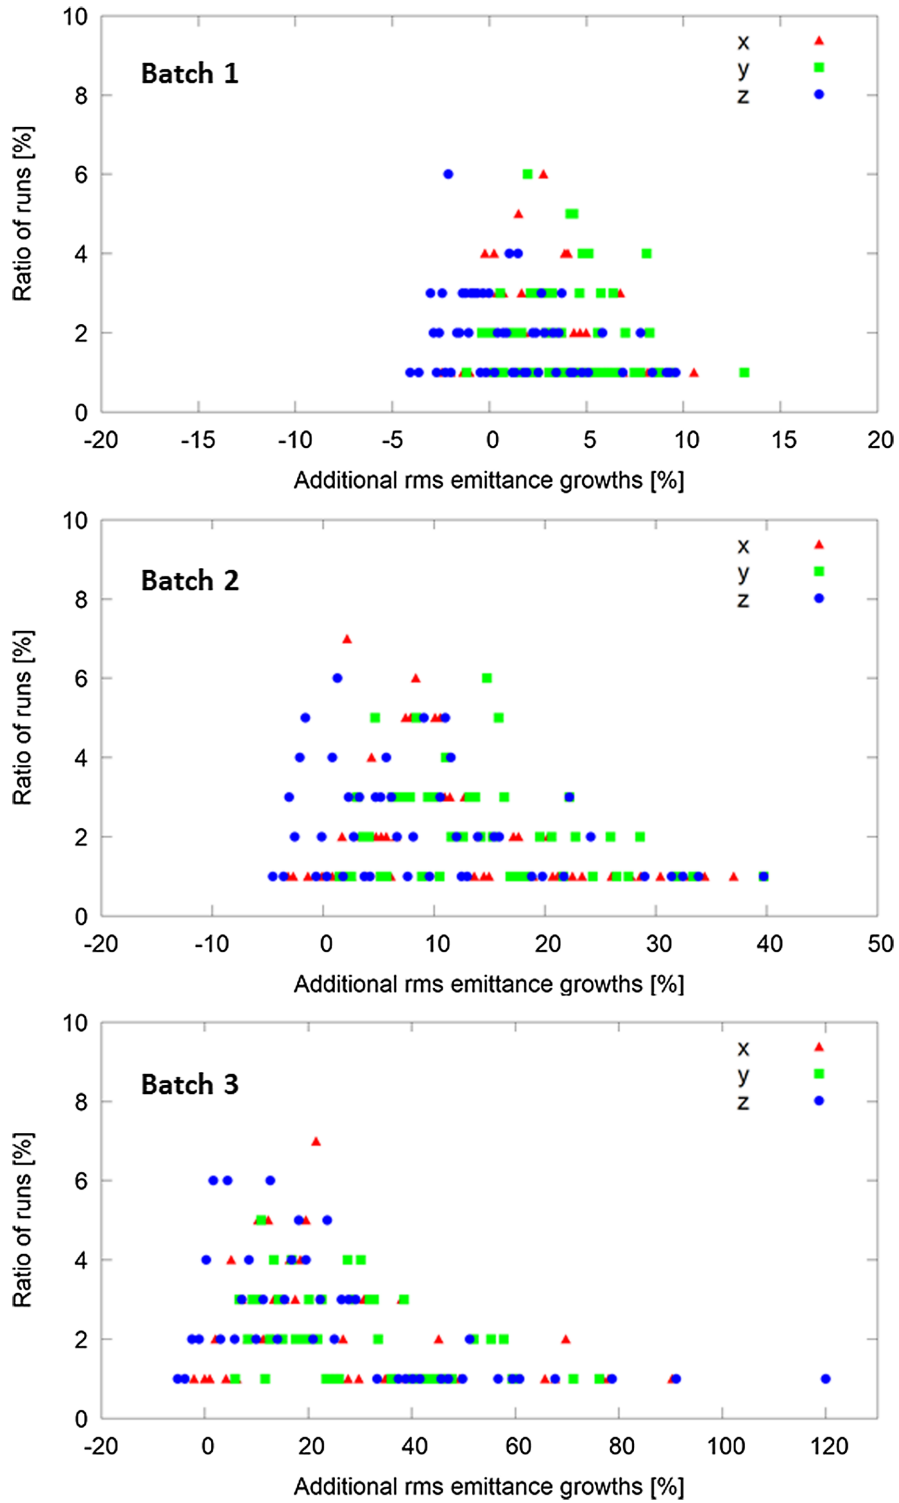 10
x
Batch 1
y
8
z
6
4
2
0
Ratio of runs [%]
-20 -15 -10 -5 0 5 10 15 20
Additional rms emittance growths [%]
10
x
Batch 2
y
8
z
6
4
2
0
Ratio of runs [%]
-20 -10 0 10 20 30 40 50
Additional rms emittance growths [%]
10
x
Batch 3
y
8
z
6
4
2
0
Ratio of runs [%]
-20 0 20 40 60 80 100 120
Additional rms emittance growths [%]